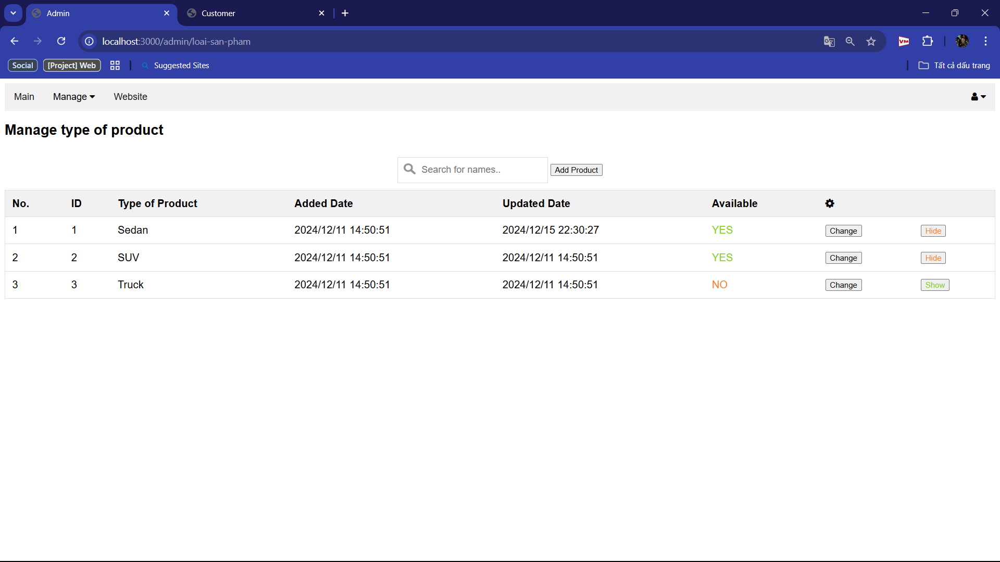 Admin
Customer
localhost:3000/admin/loai-san-pham
VM
Social
[Project] Web
Suggested Sites
Tất cả dấu trang
Main
Manage
Website
Manage type of product
Search for names..
Add Product
No. ID Type of Product Added Date Updated Date Available
1 1 Sedan 2024/12/11 14:50:51 2024/12/15 22:30:27 YES Change Hide
2 2 SUV 2024/12/11 14:50:51 2024/12/11 14:50:51 YES Change Hide
3 3 Truck 2024/12/11 14:50:51 2024/12/11 14:50:51 NO Change Show